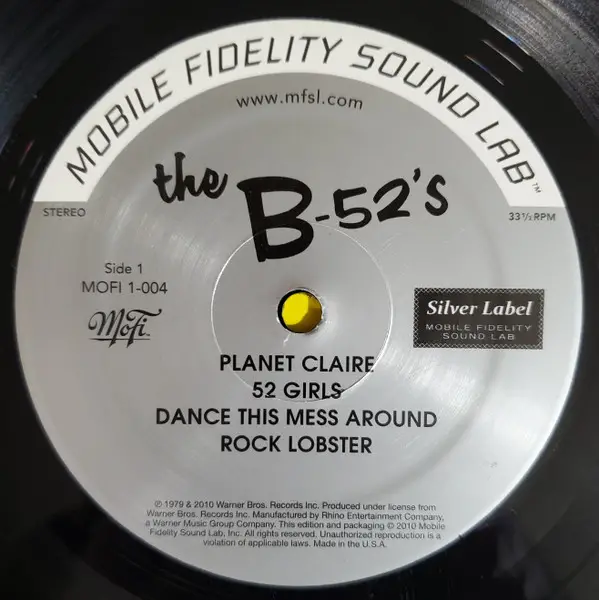 MOBILE FIDELITY SOUND LAB™
www.mfsl.com
the
B-52's
STEREO
33 1/3 RPM
Side 1
MOFI 1-004
MoFi
Silver Label
MOBILE FIDELITY
SOUND LAB
PLANET CLAIRE
52 GIRLS
DANCE THIS MESS AROUND
ROCK LOBSTER
℗ 1979 & 2010 Warner Bros. Records Inc. Produced under license from
Warner Bros. Records Inc. Manufactured by Rhino Entertainment Company,
a Warner Music Group Company. This edition and packaging © 2010 Mobile
Fidelity Sound Lab, Inc. All rights reserved. Unauthorized reproduction is a
violation of applicable laws. Made in the U.S.A.